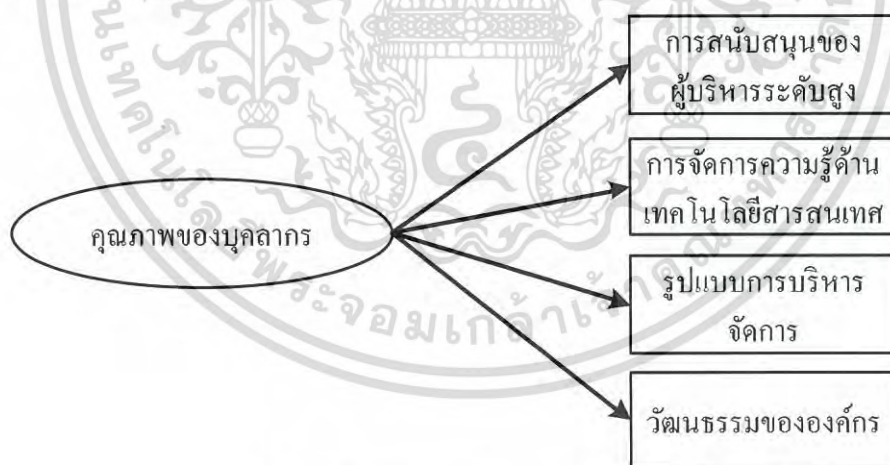 การสนับสนุนของ
ผู้บริหารระดับสูง
การจัดการความรู้ด้าน
เทคโนโลยีสารสนเทศ
คุณภาพของบุคลากร
รูปแบบการบริหาร
จัดการ
วัฒนธรรมขององค์กร